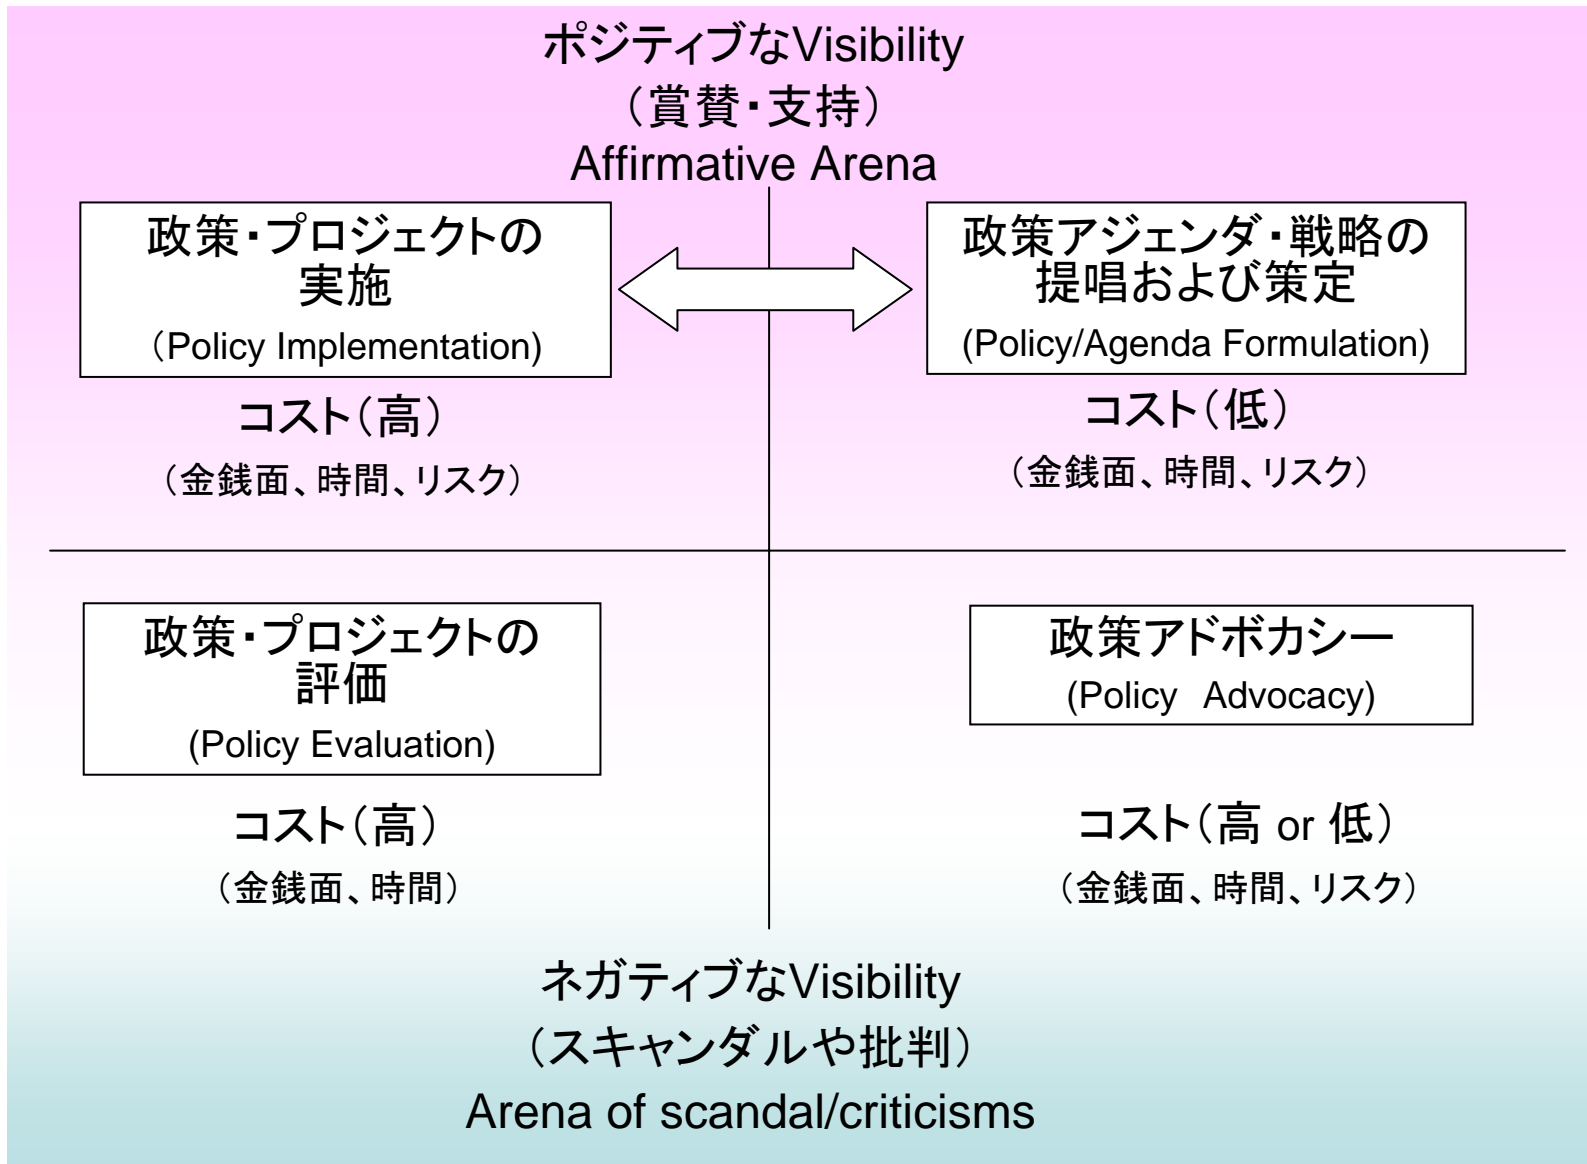 ポジティブなVisibility
（賞賛・支持）
Affirmative Arena
政策・プロジェクトの
実施
（Policy Implementation)
コスト（高）
（金銭面、時間、リスク）
政策アジェンダ・戦略の
提唱および策定
(Policy/Agenda Formulation)
コスト（低）
（金銭面、時間、リスク）
政策・プロジェクトの
評価
(Policy Evaluation)
コスト（高）
（金銭面、時間）
政策アドボカシー
(Policy　Advocacy)
コスト（高 or 低）
（金銭面、時間、リスク）
ネガティブなVisibility
（スキャンダルや批判）
Arena of scandal/criticisms